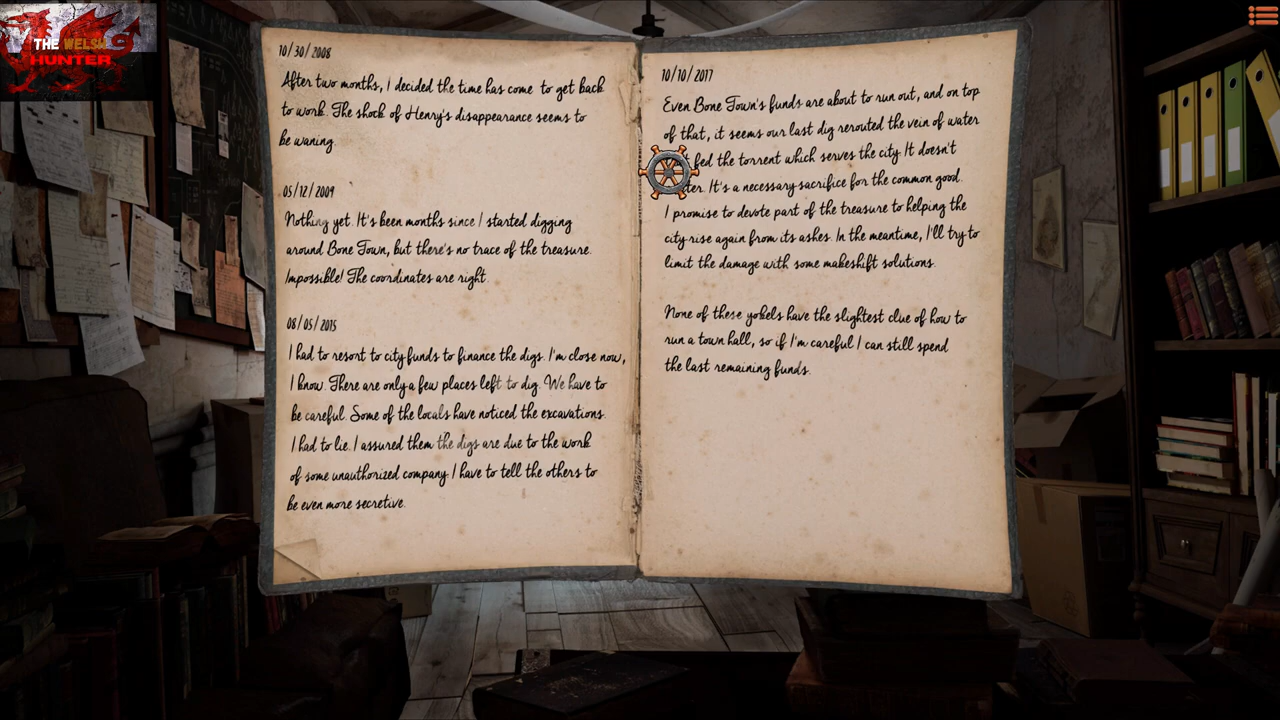 THE WELSH
HUNTER
10/30/2008
After two months, I decided the time has come to get back
to work. The shock of Henry's disappearance seems to
be waning.
05/12/2009
Nothing yet. It's been months since I started digging
around Bone Town, but there's no trace of the treasure.
Impossible! The coordinates are right.
08/05/2015
I had to resort to city funds to finance the digs. I'm close now,
I know. There are only a few places left to dig. We have to
be careful. Some of the locals have noticed the excavations.
I had to lie. I assured them the digs are due to the work
of some unauthorized company. I have to tell the others to
be even more secretive.
10/10/2017
Even Bone Town's funds are about to run out, and on top
of that, it seems our last dig rerouted the vein of water
fed the torrent which serves the city. It doesn't
It's a necessary sacrifice for the common good.
I promise to devote part of the treasure to helping the
city rise again from its ashes. In the meantime, I'll try to
limit the damage with some makeshift solutions.
None of these yokels have the slightest clue of how to
run a town hall, so if I'm careful I can still spend
the last remaining funds.